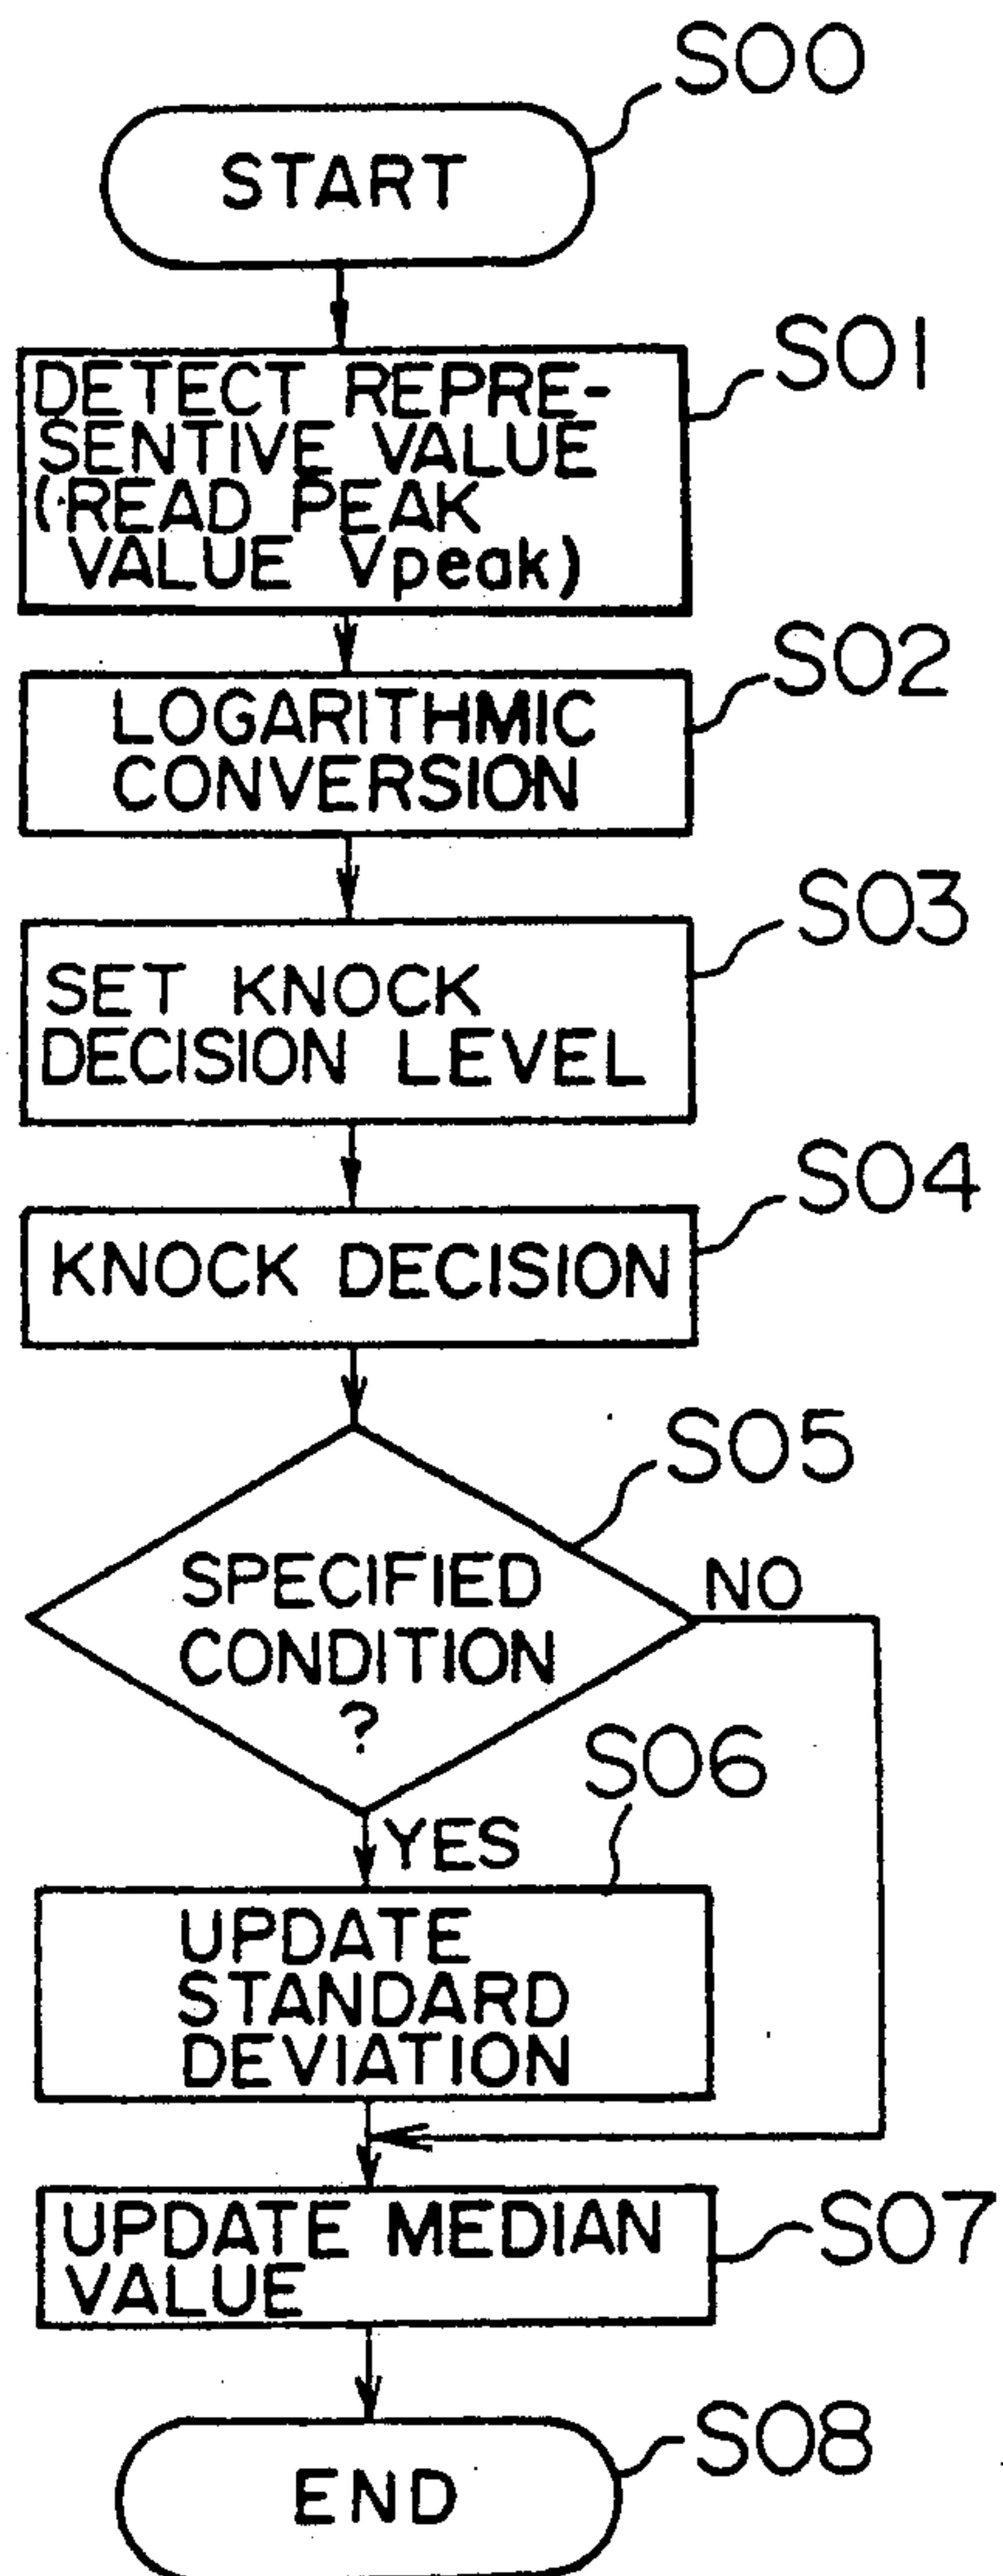 S00
START
S01
DETECT REPRE-
SENTIVE VALUE
(READ PEAK
VALUE Vpeak)
S02
LOGARITHMIC
CONVERSION
S03
SET KNOCK
DECISION LEVEL
S04
KNOCK DECISION
S05
SPECIFIED
CONDITION
?
NO
YES
S06
UPDATE
STANDARD
DEVIATION
UPDATE MEDIAN
VALUE
S07
END
S08